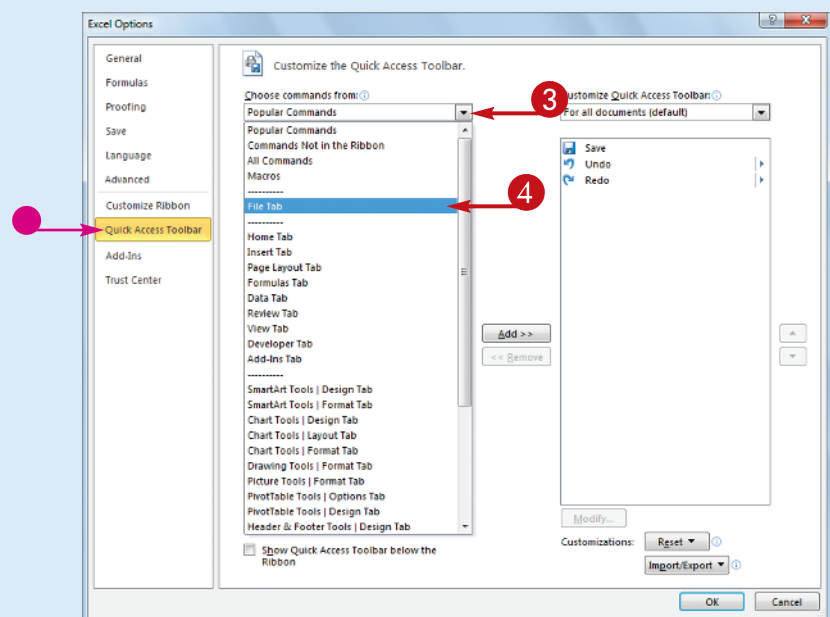 Excel Options
General
Formulas
Proofing
Save
Language
Advanced
Customize Ribbon
Quick Access Toolbar
Add-Ins
Trust Center
Customize the Quick Access Toolbar.
Choose commands from:
Popular Commands
3
Popular Commands
Commands Not in the Ribbon
All Commands
Macros
----------
File Tab
4
----------
Home Tab
Insert Tab
Page Layout Tab
Formulas Tab
Data Tab
Review Tab
View Tab
Developer Tab
Add-Ins Tab
----------
SmartArt Tools | Design Tab
SmartArt Tools | Format Tab
Chart Tools | Design Tab
Chart Tools | Layout Tab
Chart Tools | Format Tab
Drawing Tools | Format Tab
Picture Tools | Format Tab
PivotTable Tools | Options Tab
PivotTable Tools | Design Tab
Header & Footer Tools | Design Tab
Show Quick Access Toolbar below the
Ribbon
Add >>
<< Remove
Customize Quick Access Toolbar:
For all documents (default)
Save
Undo
Redo
Modify...
Customizations:
Reset
Import/Export
OK
Cancel